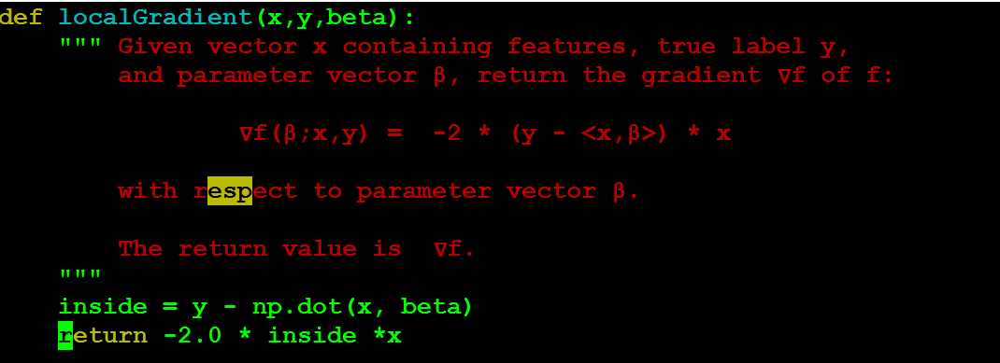 def localGradient(x,y,beta):
""" Given vector x containing features, true label y,
and parameter vector β, return the gradient ∇f of f:
∇f(β;x,y) =  -2 * (y - <x,β>) * x
with respect to parameter vector β.
The return value is  ∇f.
"""
inside = y - np.dot(x, beta)
return -2.0 * inside *x